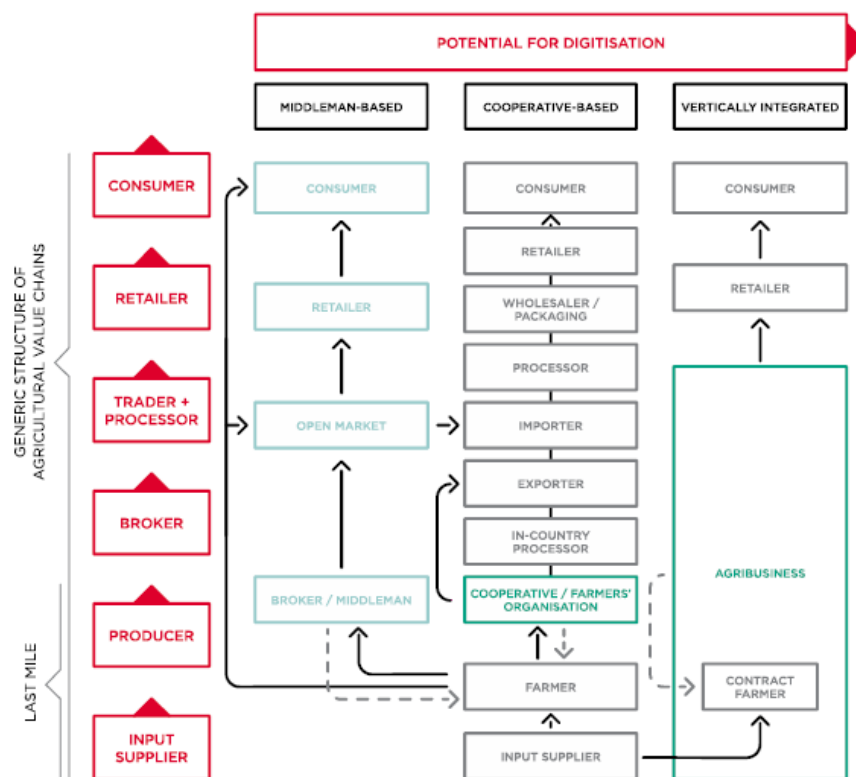 POTENTIAL FOR DIGITISATION
MIDDLEMAN-BASED
COOPERATIVE-BASED
VERTICALLY INTEGRATED
GENERIC STRUCTURE OF
AGRICULTURAL VALUE CHAINS
LAST MILE
CONSUMER
RETAILER
TRADER +
PROCESSOR
BROKER
PRODUCER
INPUT
SUPPLIER
CONSUMER
RETAILER
OPEN MARKET
BROKER / MIDDLEMAN
CONSUMER
RETAILER
WHOLESALER /
PACKAGING
PROCESSOR
IMPORTER
EXPORTER
IN-COUNTRY
PROCESSOR
COOPERATIVE / FARMERS'
ORGANISATION
FARMER
INPUT SUPPLIER
CONSUMER
RETAILER
AGRIBUSINESS
CONTRACT
FARMER